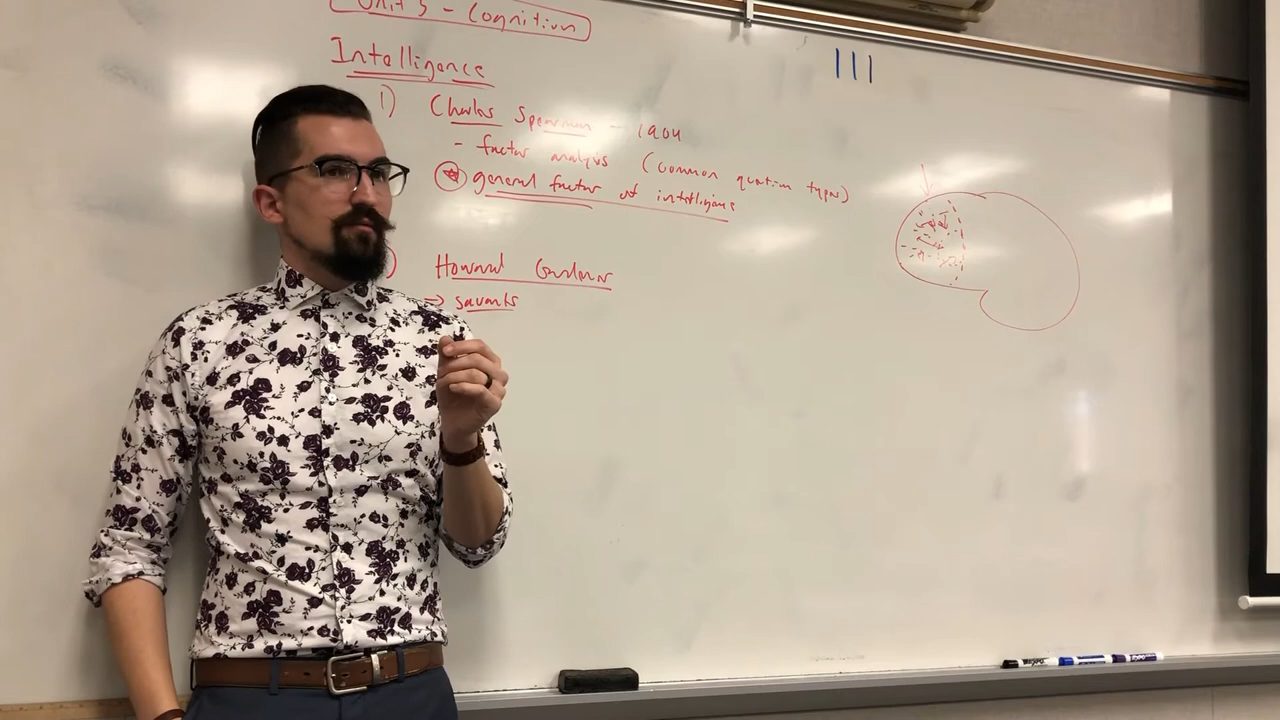 Unit 5 - Cognition
Intelligence
1) Charles Spearman - 1904
- factor analysis (common question types)
general factor of intelligence
) Howard Gardner
⇒ savants
III
EXPO